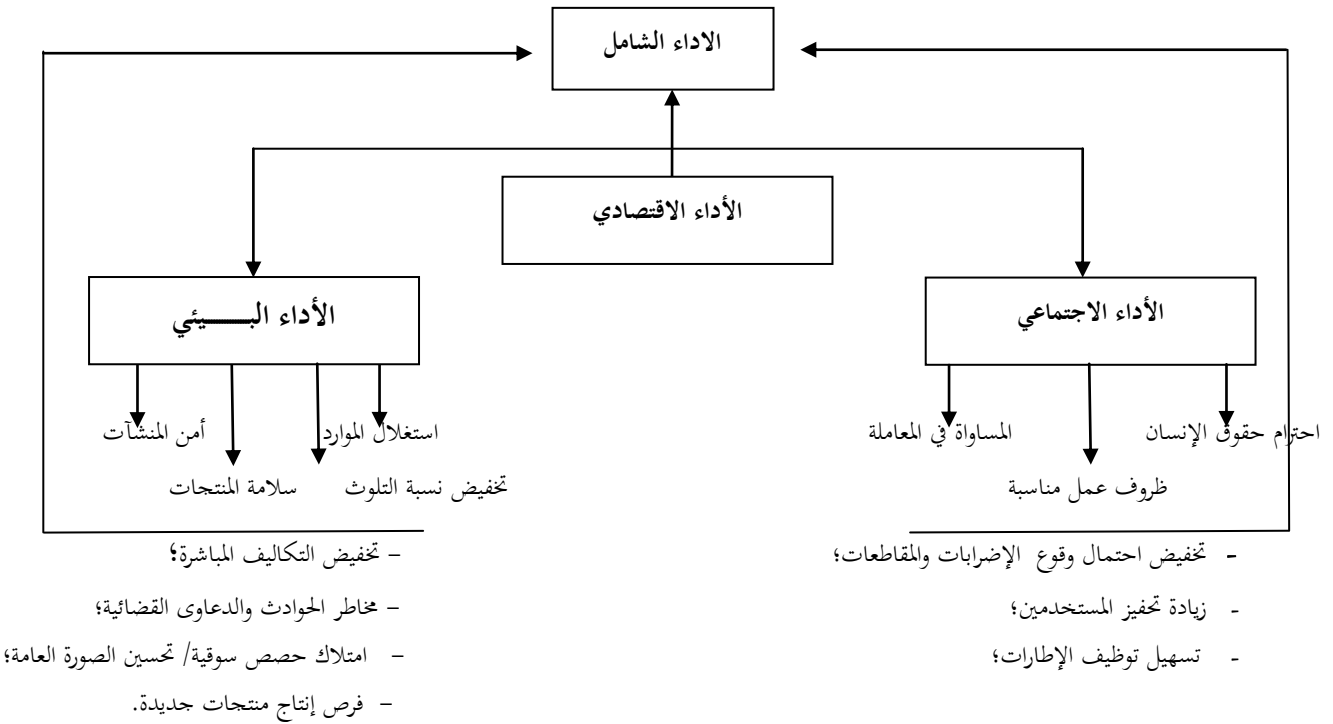 الاداء الشامل
الأداء الاقتصادي
الأداء الاجتماعي
الأداء البـــــــيئي
احترام حقوق الإنسان
المساواة في المعاملة
ظروف عمل مناسبة
استغلال الموارد
أمن المنشآت
تخفيض نسبة التلوث
سلامة المنتجات
- تخفيض احتمال وقوع الإضرابات والمقاطعات؛
- زيادة تحفيز المستخدمين؛
- تسهيل توظيف الإطارات؛
– تخفيض التكاليف المباشرة؛
– مخاطر الحوادث والدعاوى القضائية؛
– امتلاك حصص سوقية/ تحسين الصورة العامة؛
– فرص إنتاج منتجات جديدة.